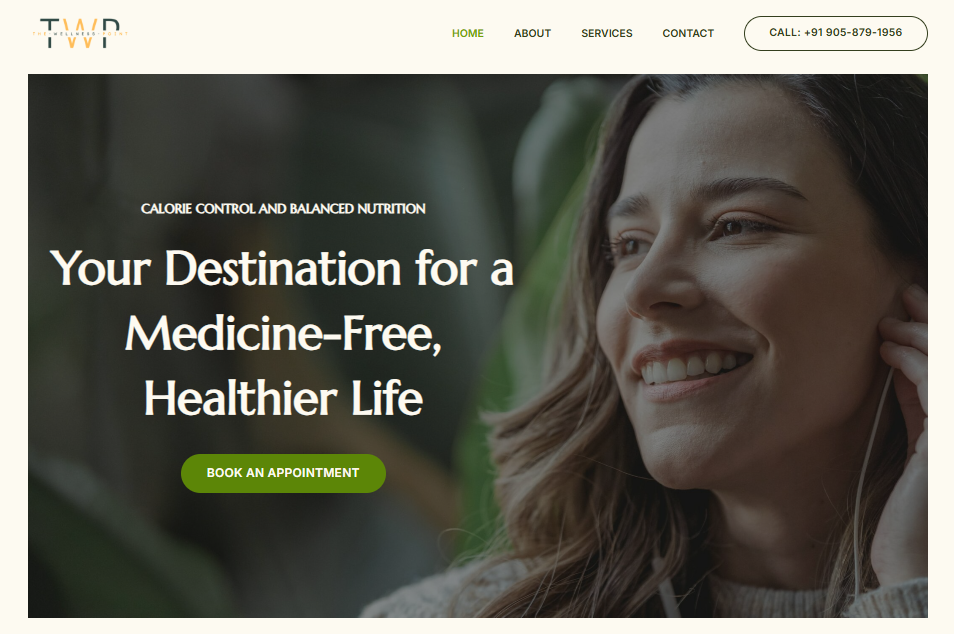 TWP
THE WELLNESS POINT
HOME
ABOUT
SERVICES
CONTACT
CALL: +91 905-879-1956
CALORIE CONTROL AND BALANCED NUTRITION
Your Destination for a
Medicine-Free,
Healthier Life
BOOK AN APPOINTMENT